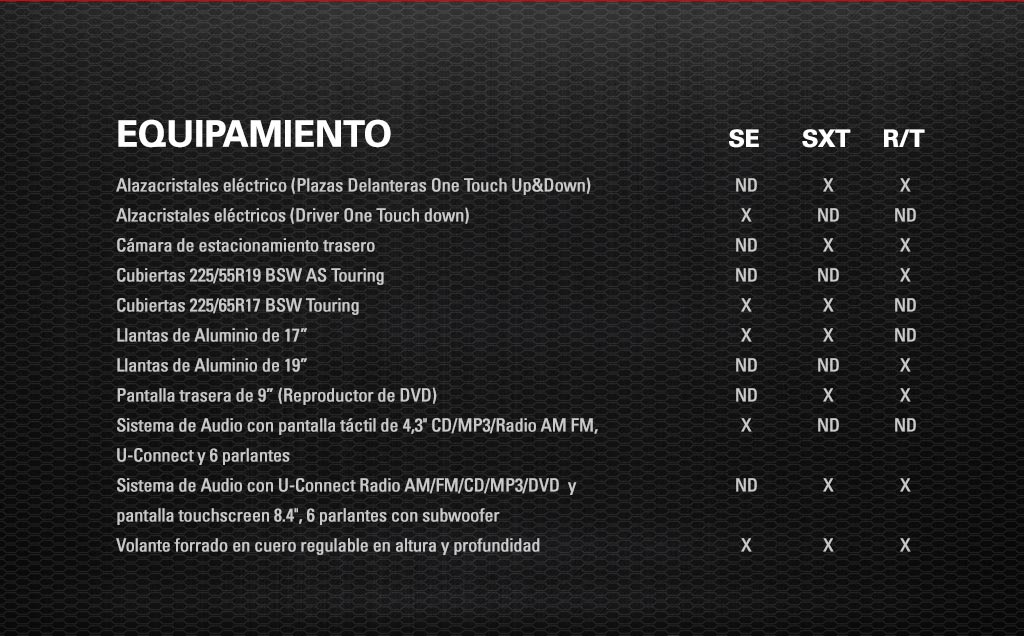 EQUIPAMIENTO SE SXT R/T
Alazacristales eléctrico (Plazas Delanteras One Touch Up&Down) ND X X
Alzacristales eléctricos (Driver One Touch down) X ND ND
Cámara de estacionamiento trasero ND X X
Cubiertas 225/55R19 BSW AS Touring ND ND X
Cubiertas 225/65R17 BSW Touring X X ND
Llantas de Aluminio de 17” X X ND
Llantas de Aluminio de 19” ND ND X
Pantalla trasera de 9” (Reproductor de DVD) ND X X
Sistema de Audio con pantalla táctil de 4,3" CD/MP3/Radio AM FM, X ND ND
U-Connect y 6 parlantes
Sistema de Audio con U-Connect Radio AM/FM/CD/MP3/DVD y ND X X
pantalla touchscreen 8.4", 6 parlantes con subwoofer
Volante forrado en cuero regulable en altura y profundidad X X X